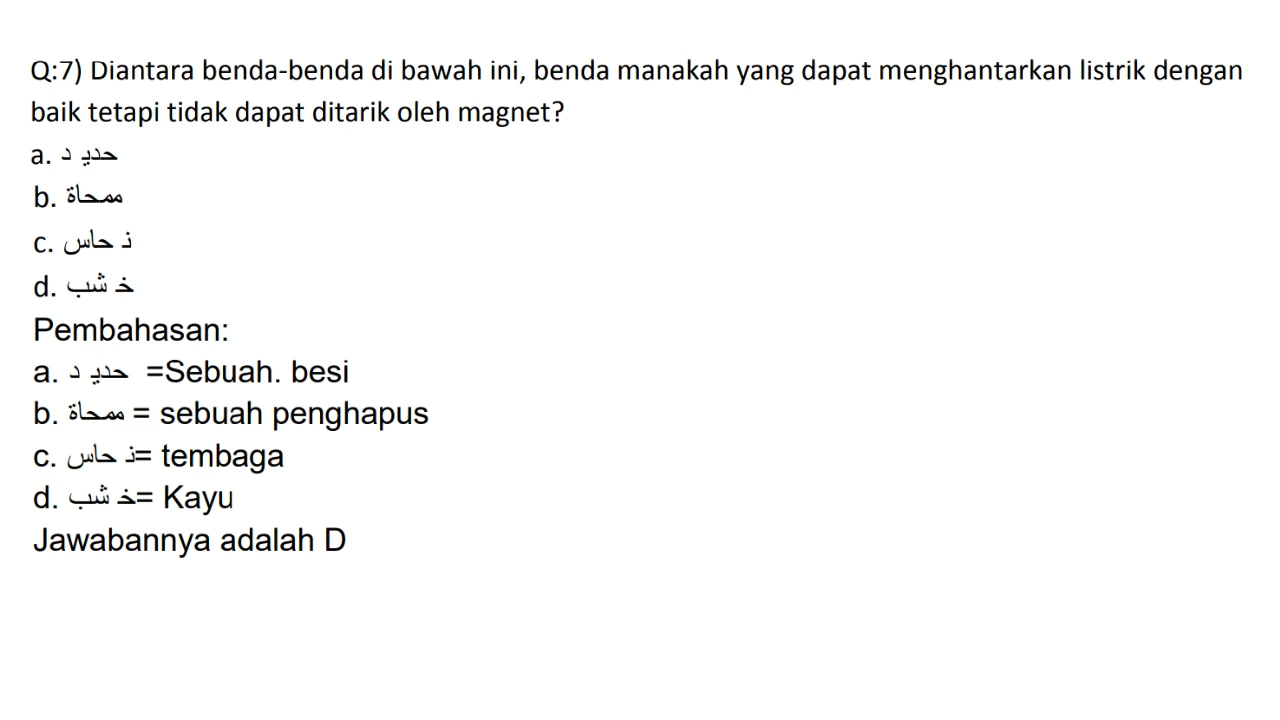 Q:7) Diantara benda-benda di bawah ini, benda manakah yang dapat menghantarkan listrik dengan
baik tetapi tidak dapat ditarik oleh magnet?
a. حديـ د
b. ممحاة
c. نـ حاس
d. خـ شب
Pembahasan:
a. حديـ د =Sebuah. besi
b. ممحاة = sebuah penghapus
c. نـ حاس= tembaga
d. خـ شب= Kayu
Jawabannya adalah D